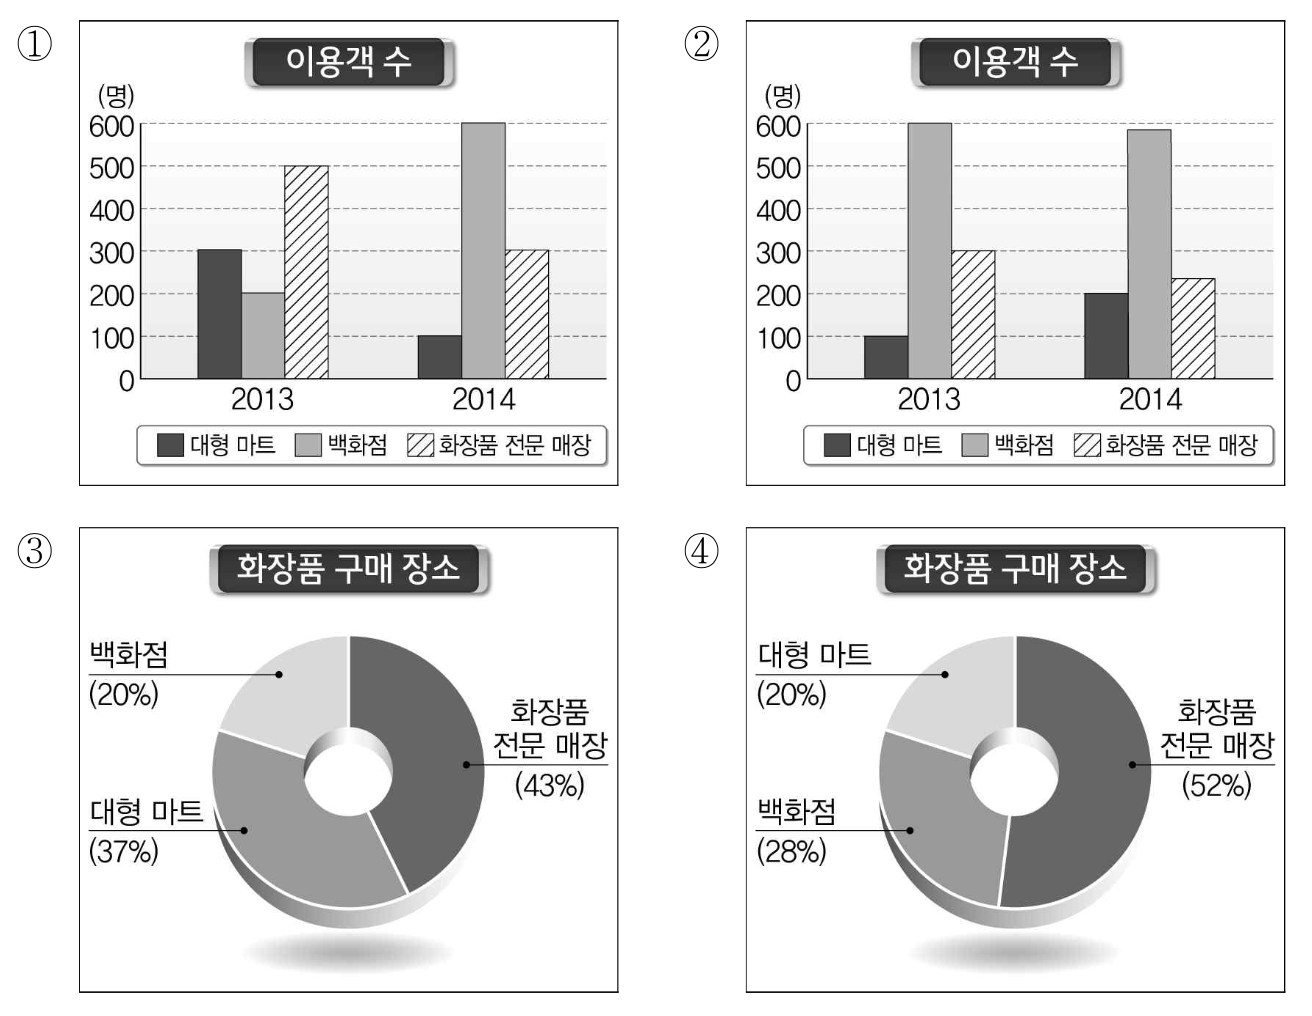 ①
이용객 수
(명)
600
500
400
300
200
100
0
2013 2014
대형 마트 백화점 화장품 전문 매장
②
이용객 수
(명)
600
500
400
300
200
100
0
2013 2014
대형 마트 백화점 화장품 전문 매장
③
화장품 구매 장소
백화점
(20%)
화장품
전문 매장
(43%)
대형 마트
(37%)
④
화장품 구매 장소
대형 마트
(20%)
화장품
전문 매장
(52%)
백화점
(28%)